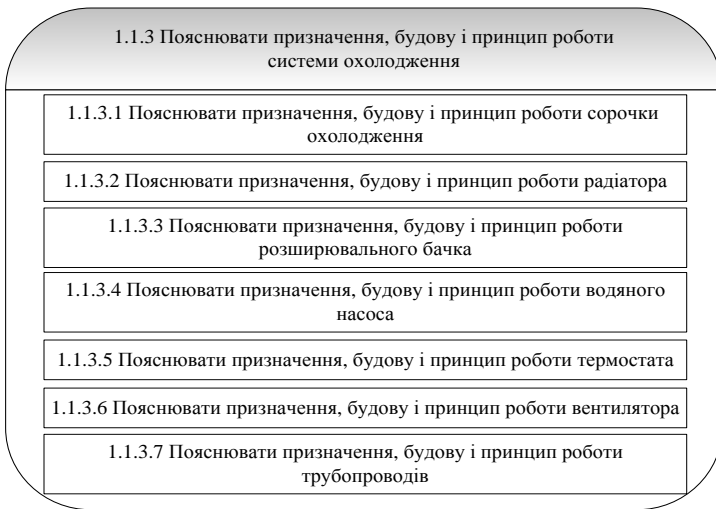 1.1.3 Пояснювати призначення, будову і принцип роботи
системи охолодження
1.1.3.1 Пояснювати призначення, будову і принцип роботи сорочки
охолодження
1.1.3.2 Пояснювати призначення, будову і принцип роботи радіатора
1.1.3.3 Пояснювати призначення, будову і принцип роботи
розширювального бачка
1.1.3.4 Пояснювати призначення, будову і принцип роботи водяного
насоса
1.1.3.5 Пояснювати призначення, будову і принцип роботи термостата
1.1.3.6 Пояснювати призначення, будову і принцип роботи вентилятора
1.1.3.7 Пояснювати призначення, будову і принцип роботи
трубопроводів